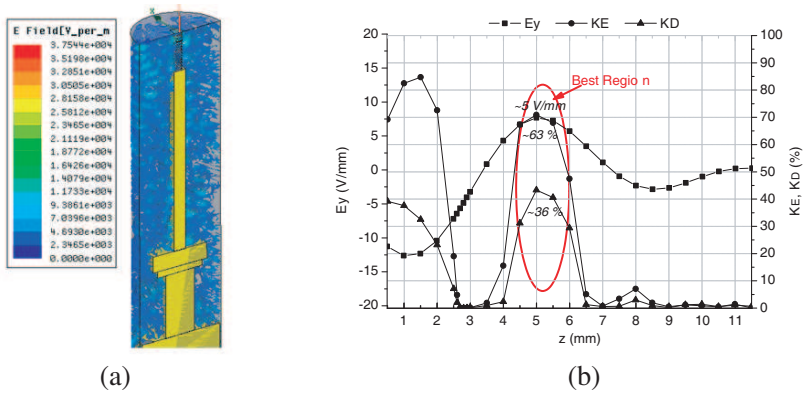 E Field[V_per_m
3.7544e+004
3.5198e+004
3.2851e+004
3.0505e+004
2.8158e+004
2.5812e+004
2.3465e+004
2.1119e+004
1.8772e+004
1.6426e+004
1.4079e+004
1.1733e+004
9.3861e+003
7.0396e+003
4.6930e+003
2.3465e+003
0.0000e+000
(a)
Ey KE KD
Best Regio n
~5 V/mm
~63 %
~36 %
20
15
10
5
0
-5
-10
-15
-20
Ey (V/mm)
100
90
80
70
60
50
40
30
20
10
0
KE, KD (%)
1 2 3 4 5 6 7 8 9 10 11
z (mm)
(b)